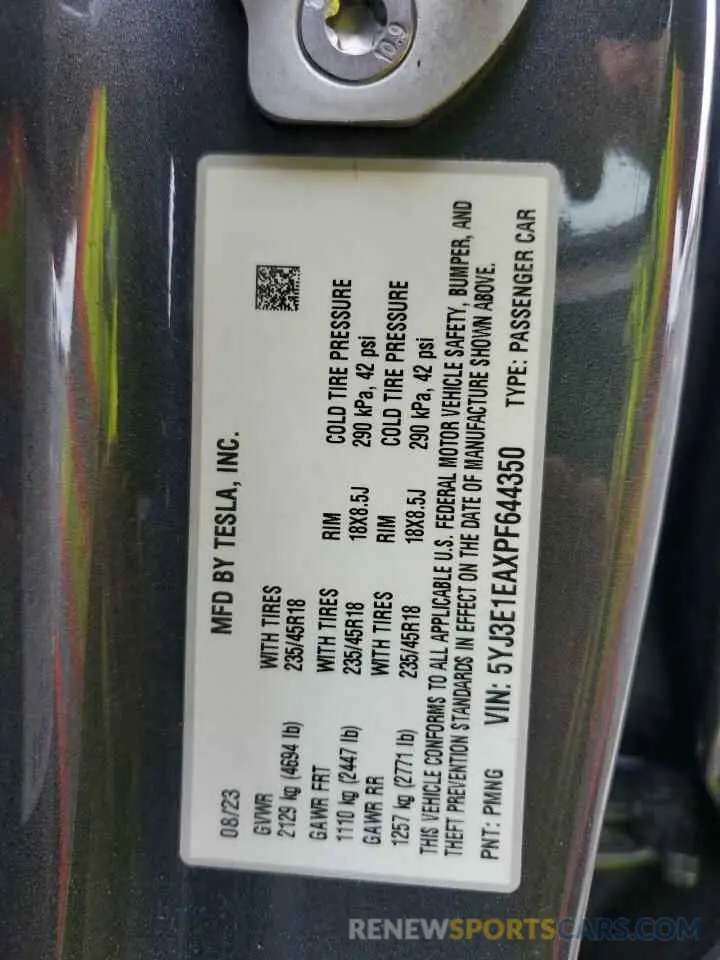 10.9
08/23 MFD BY TESLA, INC.
GVWR WITH TIRES
2129 kg (4694 lb) 235/45R18
GAWR FRT WITH TIRES RIM COLD TIRE PRESSURE
1110 kg (2447 lb) 235/45R18 18X8.5J 290 kPa, 42 psi
GAWR RR WITH TIRES RIM COLD TIRE PRESSURE
1257 kg (2771 lb) 235/45R18 18X8.5J 290 kPa, 42 psi
THIS VEHICLE CONFORMS TO ALL APPLICABLE U.S. FEDERAL MOTOR VEHICLE SAFETY, BUMPER, AND
THEFT PREVENTION STANDARDS IN EFFECT ON THE DATE OF MANUFACTURE SHOWN ABOVE.
PNT: PMNG VIN: 5YJ3E1EAXPF644350 TYPE: PASSENGER CAR
RENEWSPORTSCARS.COM